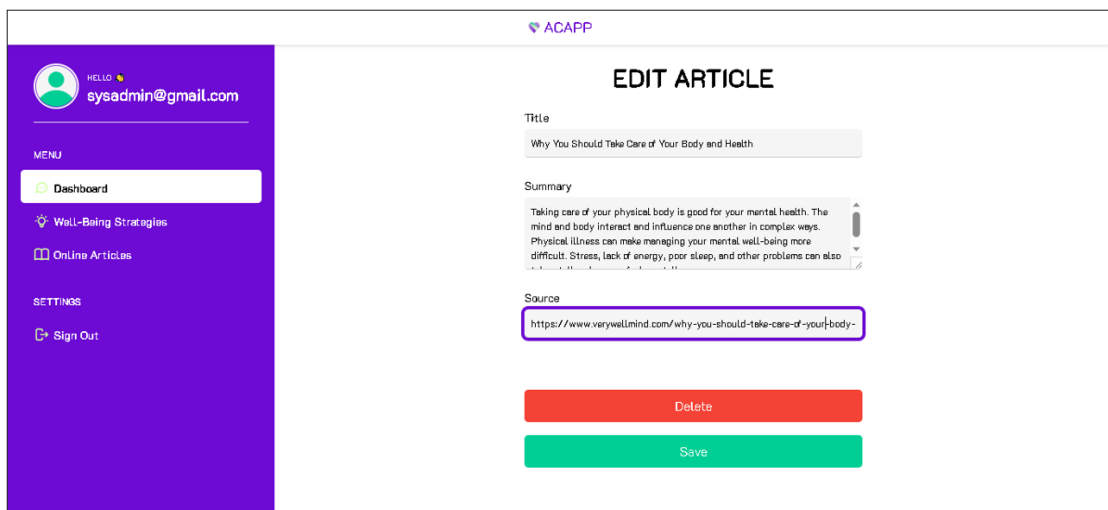 ACAPP
HELLO
sysadmin@gmail.com
MENU
Dashboard
Well-Being Strategies
Online Articles
SETTINGS
Sign Out
EDIT ARTICLE
Title
Why You Should Take Care of Your Body and Health
Summary
Taking care of your physical body is good for your mental health. The
mind and body interact and influence one another in complex ways.
Physical illness can make managing your mental well-being more
difficult. Stress, lack of energy, poor sleep, and other problems can also
Source
https://www.verywellmind.com/why-you-should-take-care-of-your-body-
Delete
Save